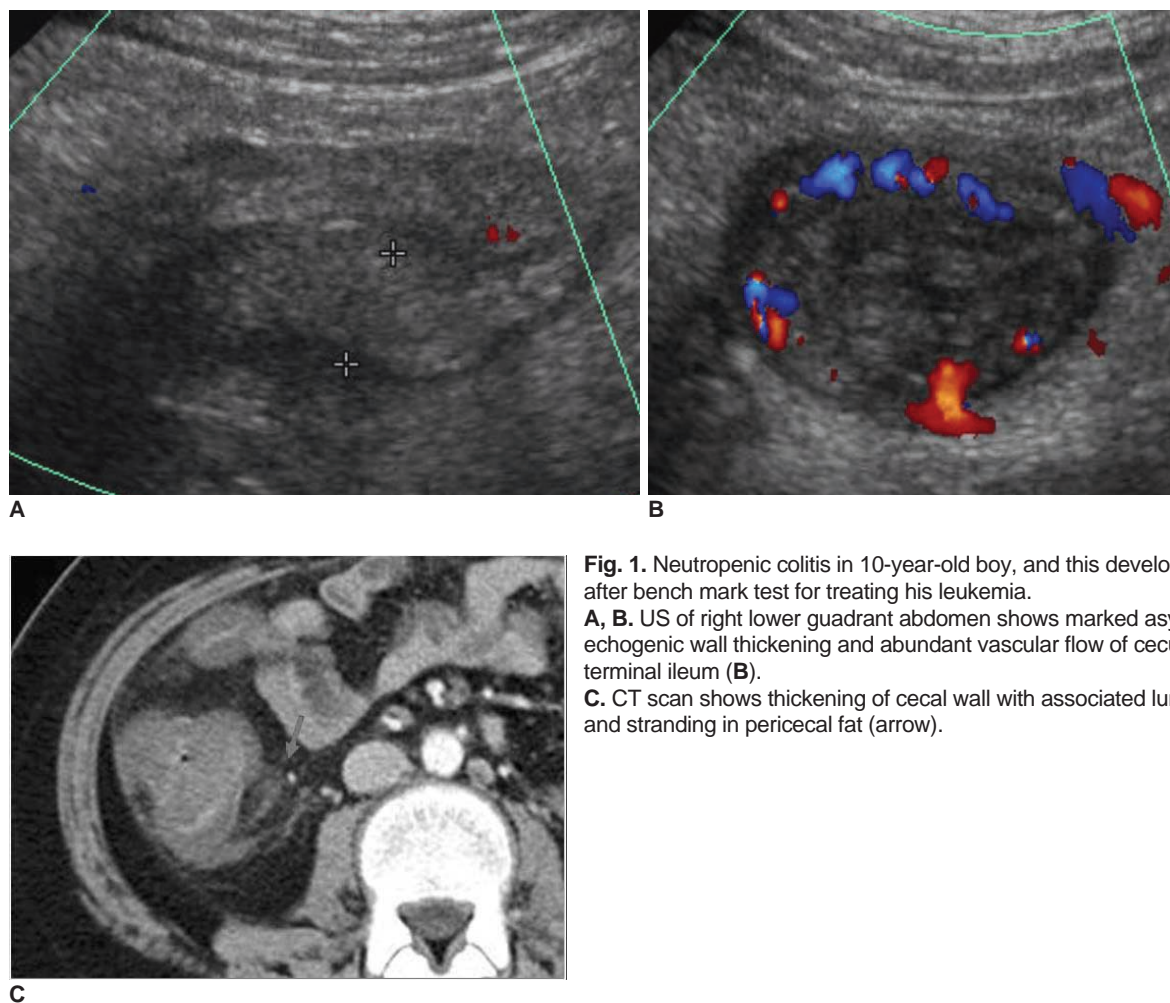 A
B
C
Fig. 1. Neutropenic colitis in 10-year-old boy, and this develo
after bench mark test for treating his leukemia.
A, B. US of right lower guadrant abdomen shows marked asy
echogenic wall thickening and abundant vascular flow of cecu
terminal ileum (B).
C. CT scan shows thickening of cecal wall with associated lu
and stranding in pericecal fat (arrow).